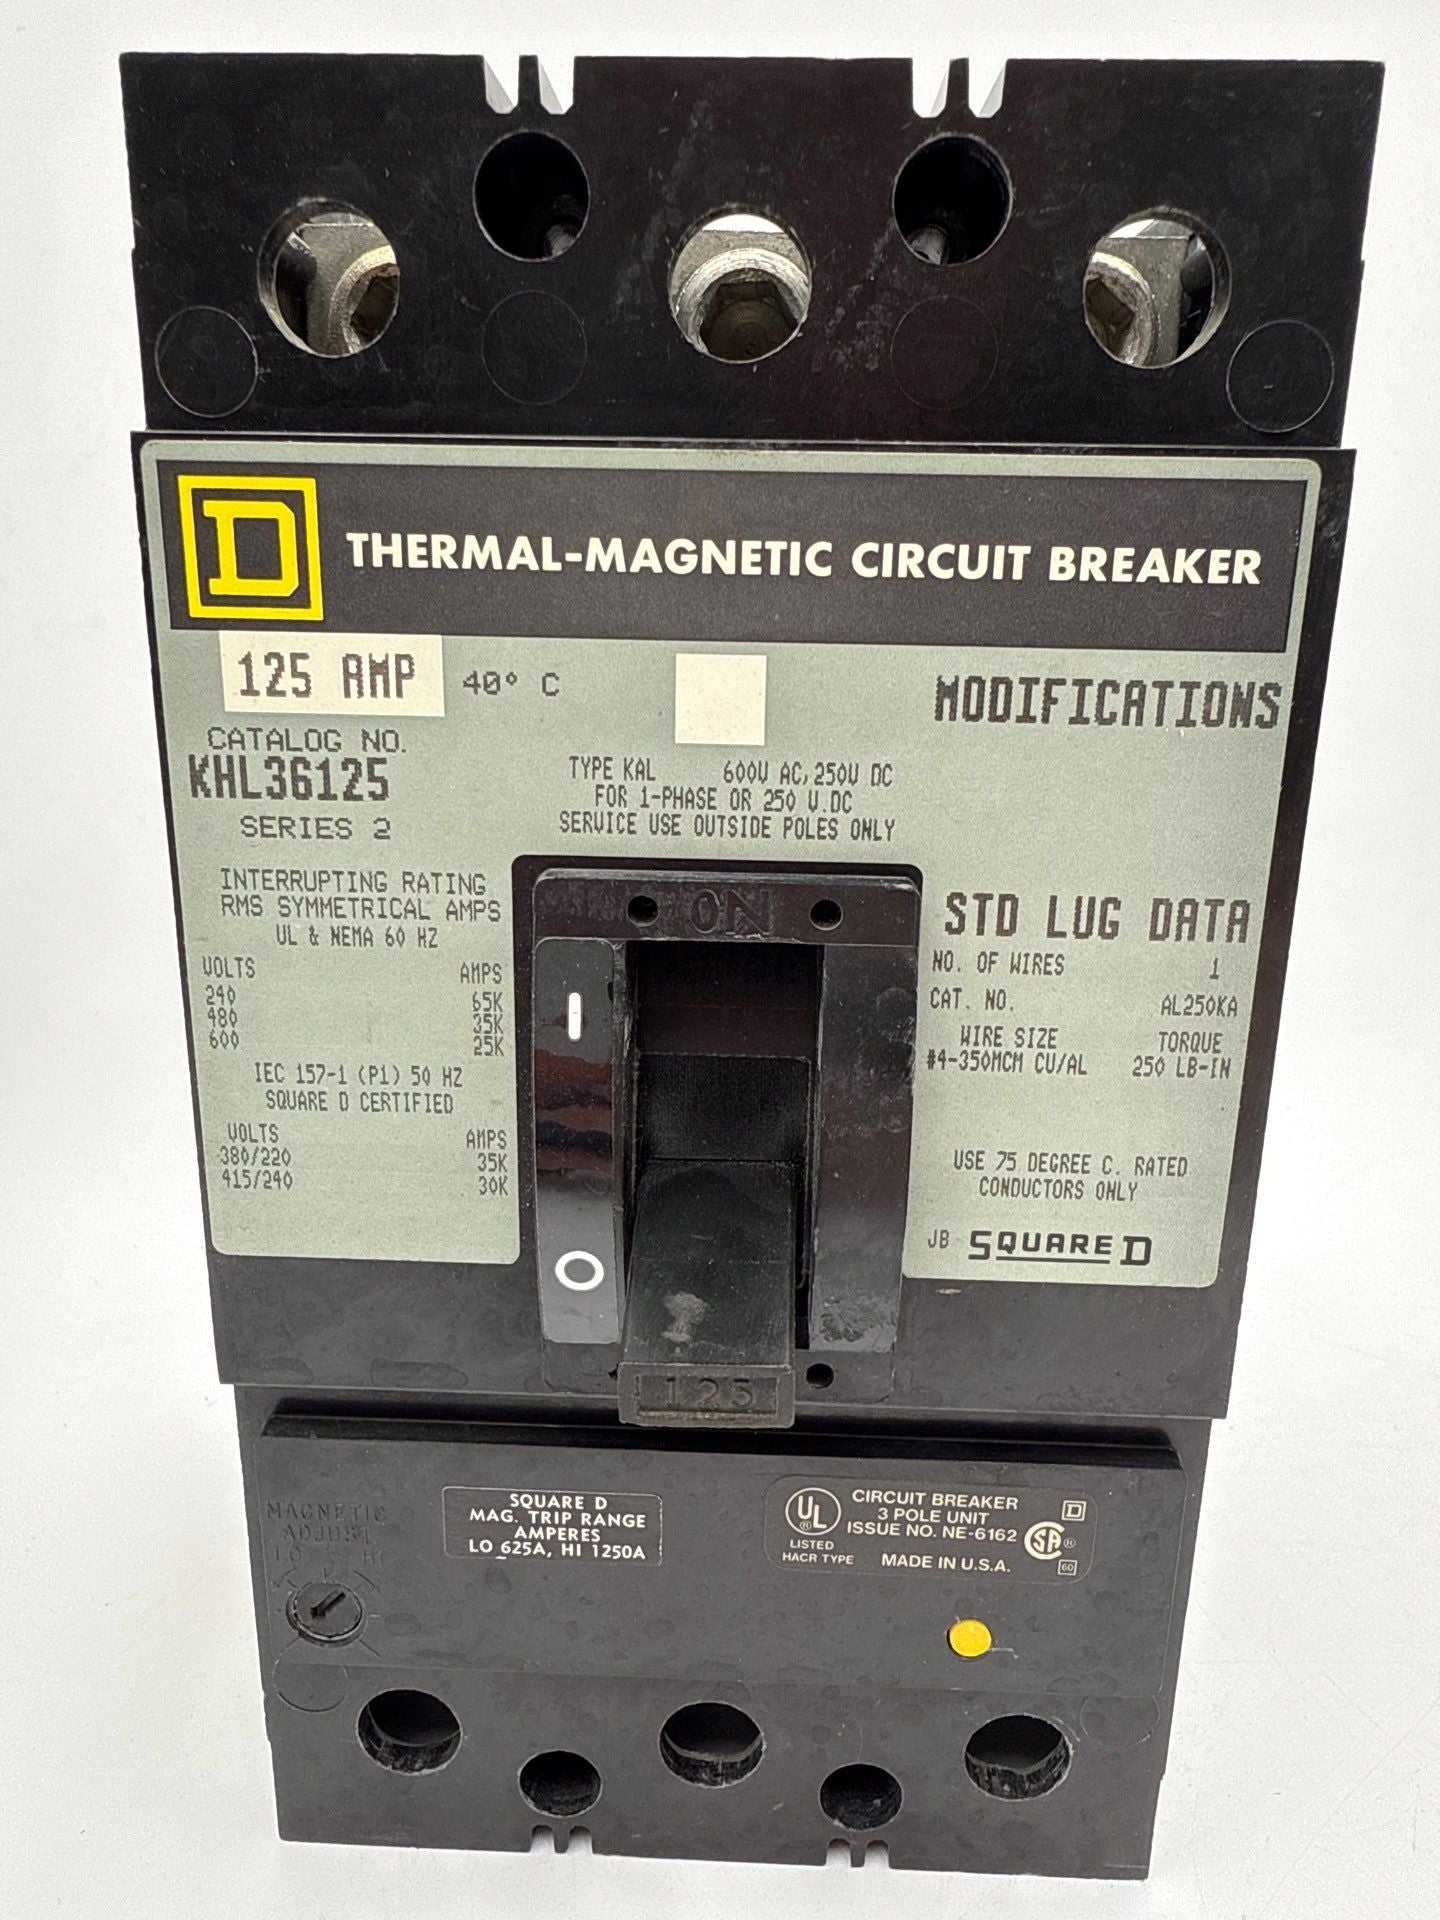 D THERMAL-MAGNETIC CIRCUIT BREAKER
125 AMP 40° C
CATALOG NO.
KHL36125
SERIES 2
INTERRUPTING RATING
RMS SYMMETRICAL AMPS
UL & NEMA 60 HZ
VOLTS AMPS
240 65K
480 35K
600 25K
IEC 157-1 (P1) 50 HZ
SQUARE D CERTIFIED
VOLTS AMPS
380/220 35K
415/240 30K
TYPE KAL 600V AC, 250V DC
FOR 1-PHASE OR 250 V.DC
SERVICE USE OUTSIDE POLES ONLY
ON
I
O
125
MODIFICATIONS
STD LUG DATA
NO. OF WIRES 1
CAT. NO. AL250KA
WIRE SIZE TORQUE
#4-350MCM CU/AL 250 LB-IN
USE 75 DEGREE C. RATED
CONDUCTORS ONLY
JB SQUARE D
MAGNETIC
ADJUST
LO HI
SQUARE D
MAG. TRIP RANGE
AMPERES
LO 625A, HI 1250A
UL ®
LISTED
HACR TYPE
CIRCUIT BREAKER
3 POLE UNIT
ISSUE NO. NE-6162
MADE IN U.S.A.
D
SA ®
60